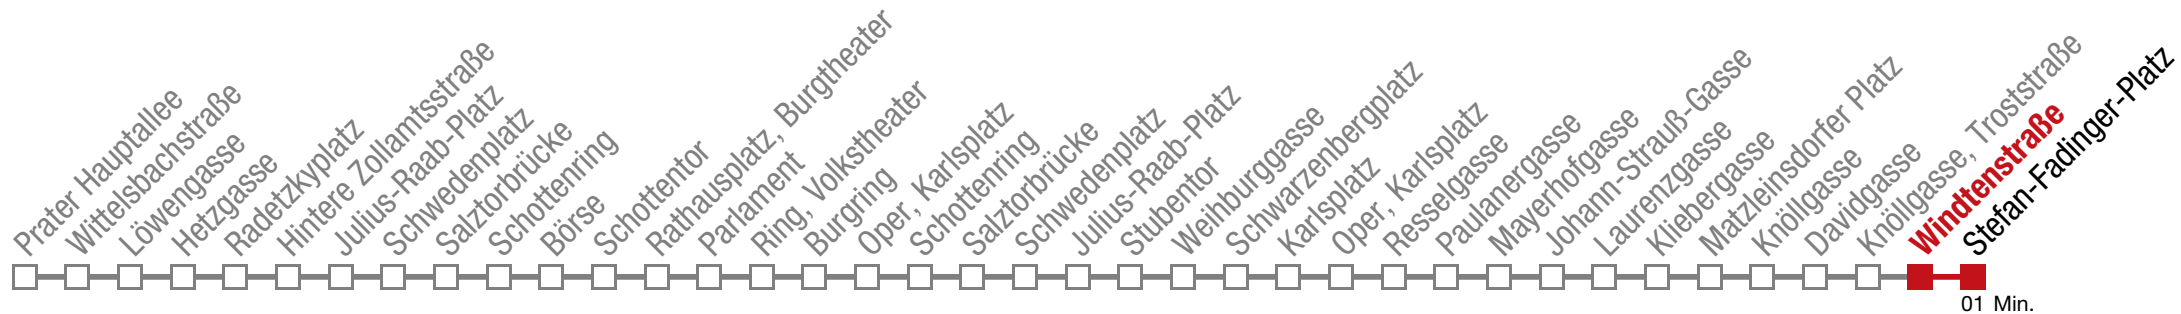 Prater Hauptallee
Wittelsbachstraße
Löwengasse
Hetzgasse
Radetzkyplatz
Hintere Zollamtsstraße
Julius-Raab-Platz
Schwedenplatz
Salztorbrücke
Schottenring
Börse
Schottentor
Rathausplatz, Burgtheater
Parlament
Ring, Volkstheater
Burgring
Oper, Karlsplatz
Schottenring
Salztorbrücke
Schwedenplatz
Julius-Raab-Platz
Stubentor
Weihburggasse
Schwarzenbergplatz
Karlsplatz
Oper, Karlsplatz
Resselgasse
Paulanergasse
Mayerhofgasse
Johann-Strauß-Gasse
Laurenzgasse
Kliebergasse
Matzleinsdorfer Platz
Knöllgasse
Davidgasse
Knöllgasse, Troststraße
Windtenstraße
Stefan-Fadinger-Platz
01 Min.